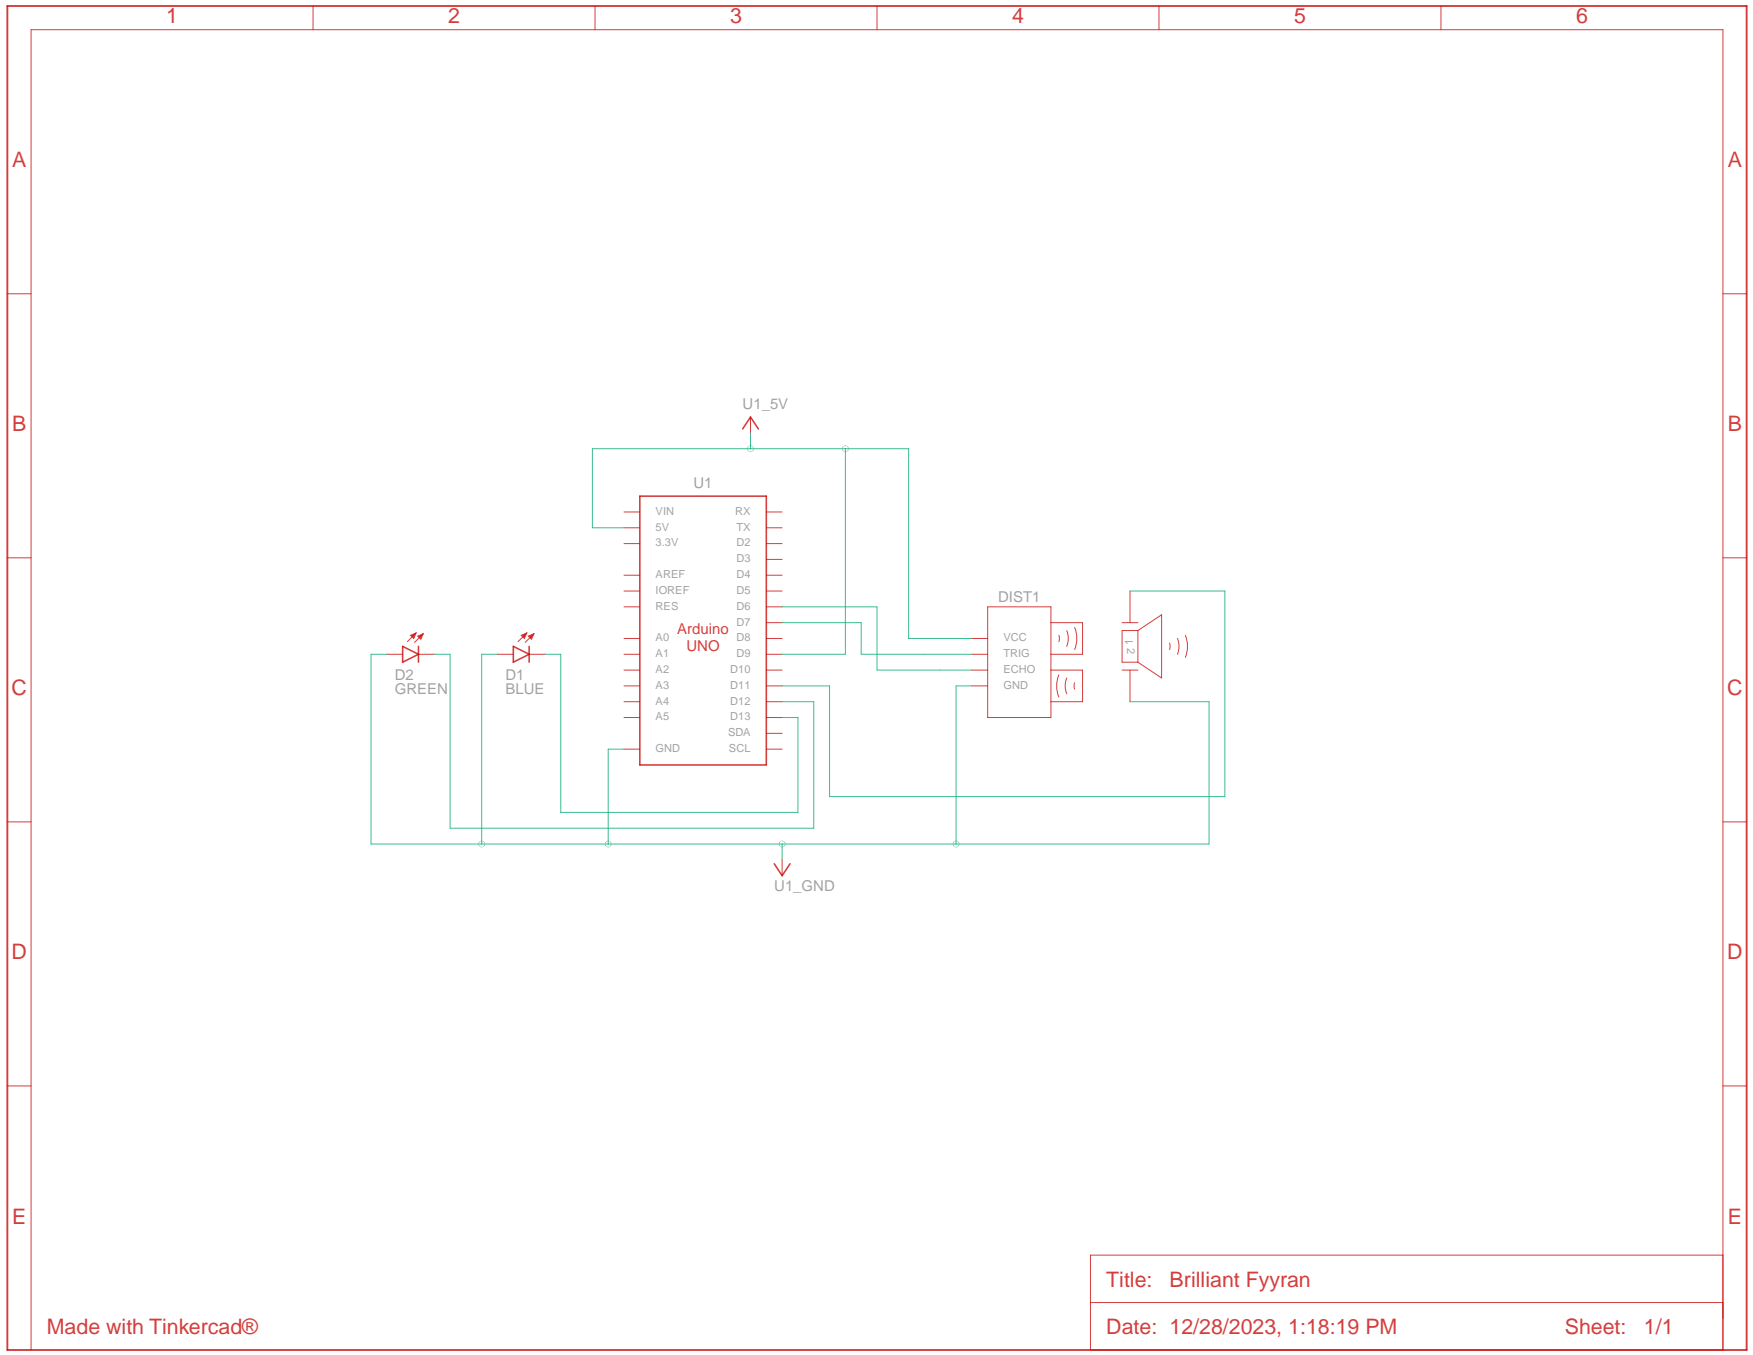 1 2 3 4 5 6
A A
B B
U1_5V
U1
VIN RX
5V TX
3.3V D2
D3
AREF D4
IOREF D5
RES D6
D7
Arduino
UNO
A0 D8
A1 D9
A2 D10
A3 D11
A4 D12
A5 D13
SDA
GND SCL
DIST1
VCC
TRIG
ECHO
GND
1
2
D2
GREEN
D1
BLUE
C C
U1_GND
D D
E E
Title: Brilliant Fyyran
Made with Tinkercad®
Date: 12/28/2023, 1:18:19 PM Sheet: 1/1